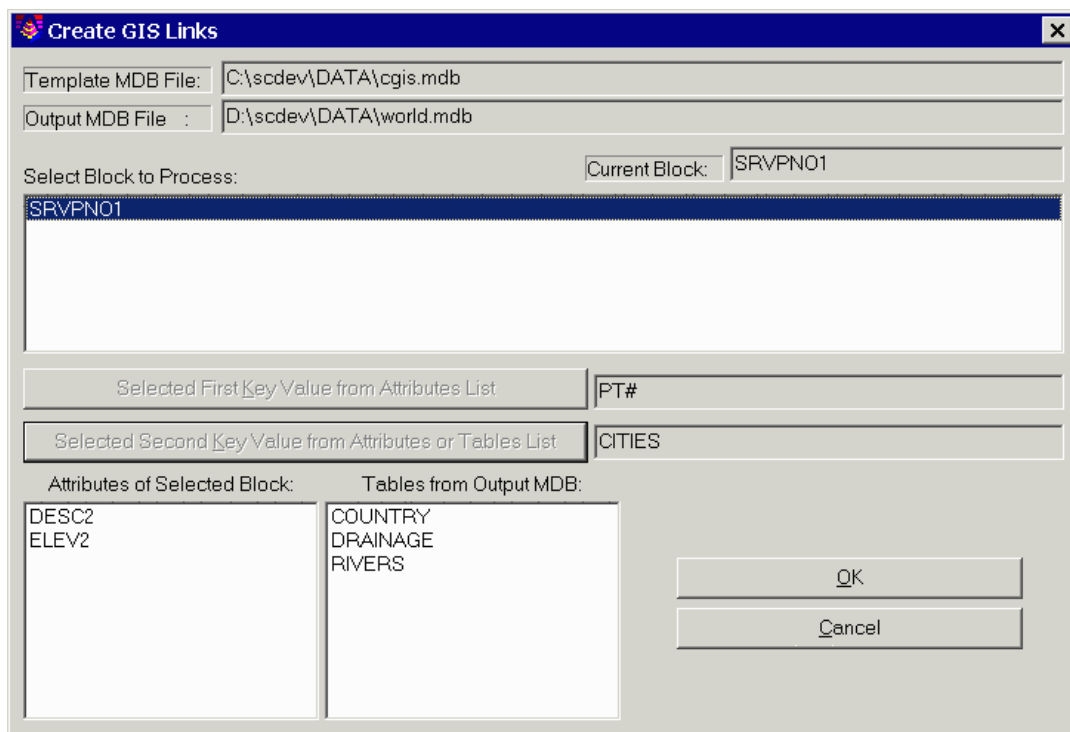 Create GIS Links
Template MDB File: C:\scdev\DATA\cgis.mdb
Output MDB File : D:\scdev\DATA\world.mdb
Select Block to Process: Current Block: SRVPNO1
SRVPNO1
Selected First Key Value from Attributes List PT#
Selected Second Key Value from Attributes or Tables List CITIES
Attributes of Selected Block: Tables from Output MDB:
DESC2 COUNTRY
ELEV2 DRAINAGE
RIVERS
OK
Cancel